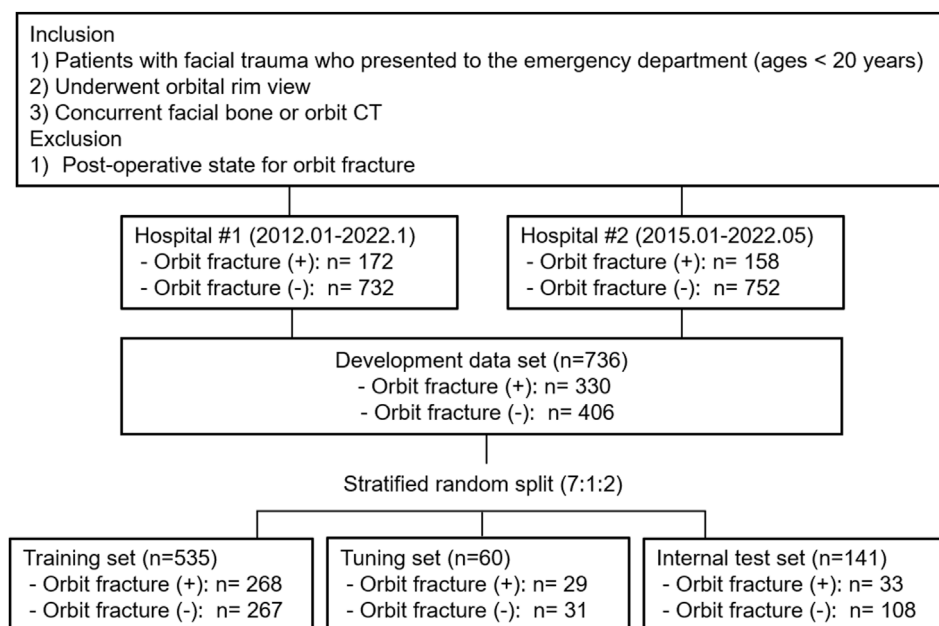 Inclusion
1) Patients with facial trauma who presented to the emergency department (ages < 20 years)
2) Underwent orbital rim view
3) Concurrent facial bone or orbit CT
Exclusion
1) Post-operative state for orbit fracture
Hospital #1 (2012.01-2022.1)
- Orbit fracture (+): n= 172
- Orbit fracture (-): n= 732
Hospital #2 (2015.01-2022.05)
- Orbit fracture (+): n= 158
- Orbit fracture (-): n= 752
Development data set (n=736)
- Orbit fracture (+): n= 330
- Orbit fracture (-): n= 406
Stratified random split (7:1:2)
Training set (n=535)
- Orbit fracture (+): n= 268
- Orbit fracture (-): n= 267
Tuning set (n=60)
- Orbit fracture (+): n= 29
- Orbit fracture (-): n= 31
Internal test set (n=141)
- Orbit fracture (+): n= 33
- Orbit fracture (-): n= 108